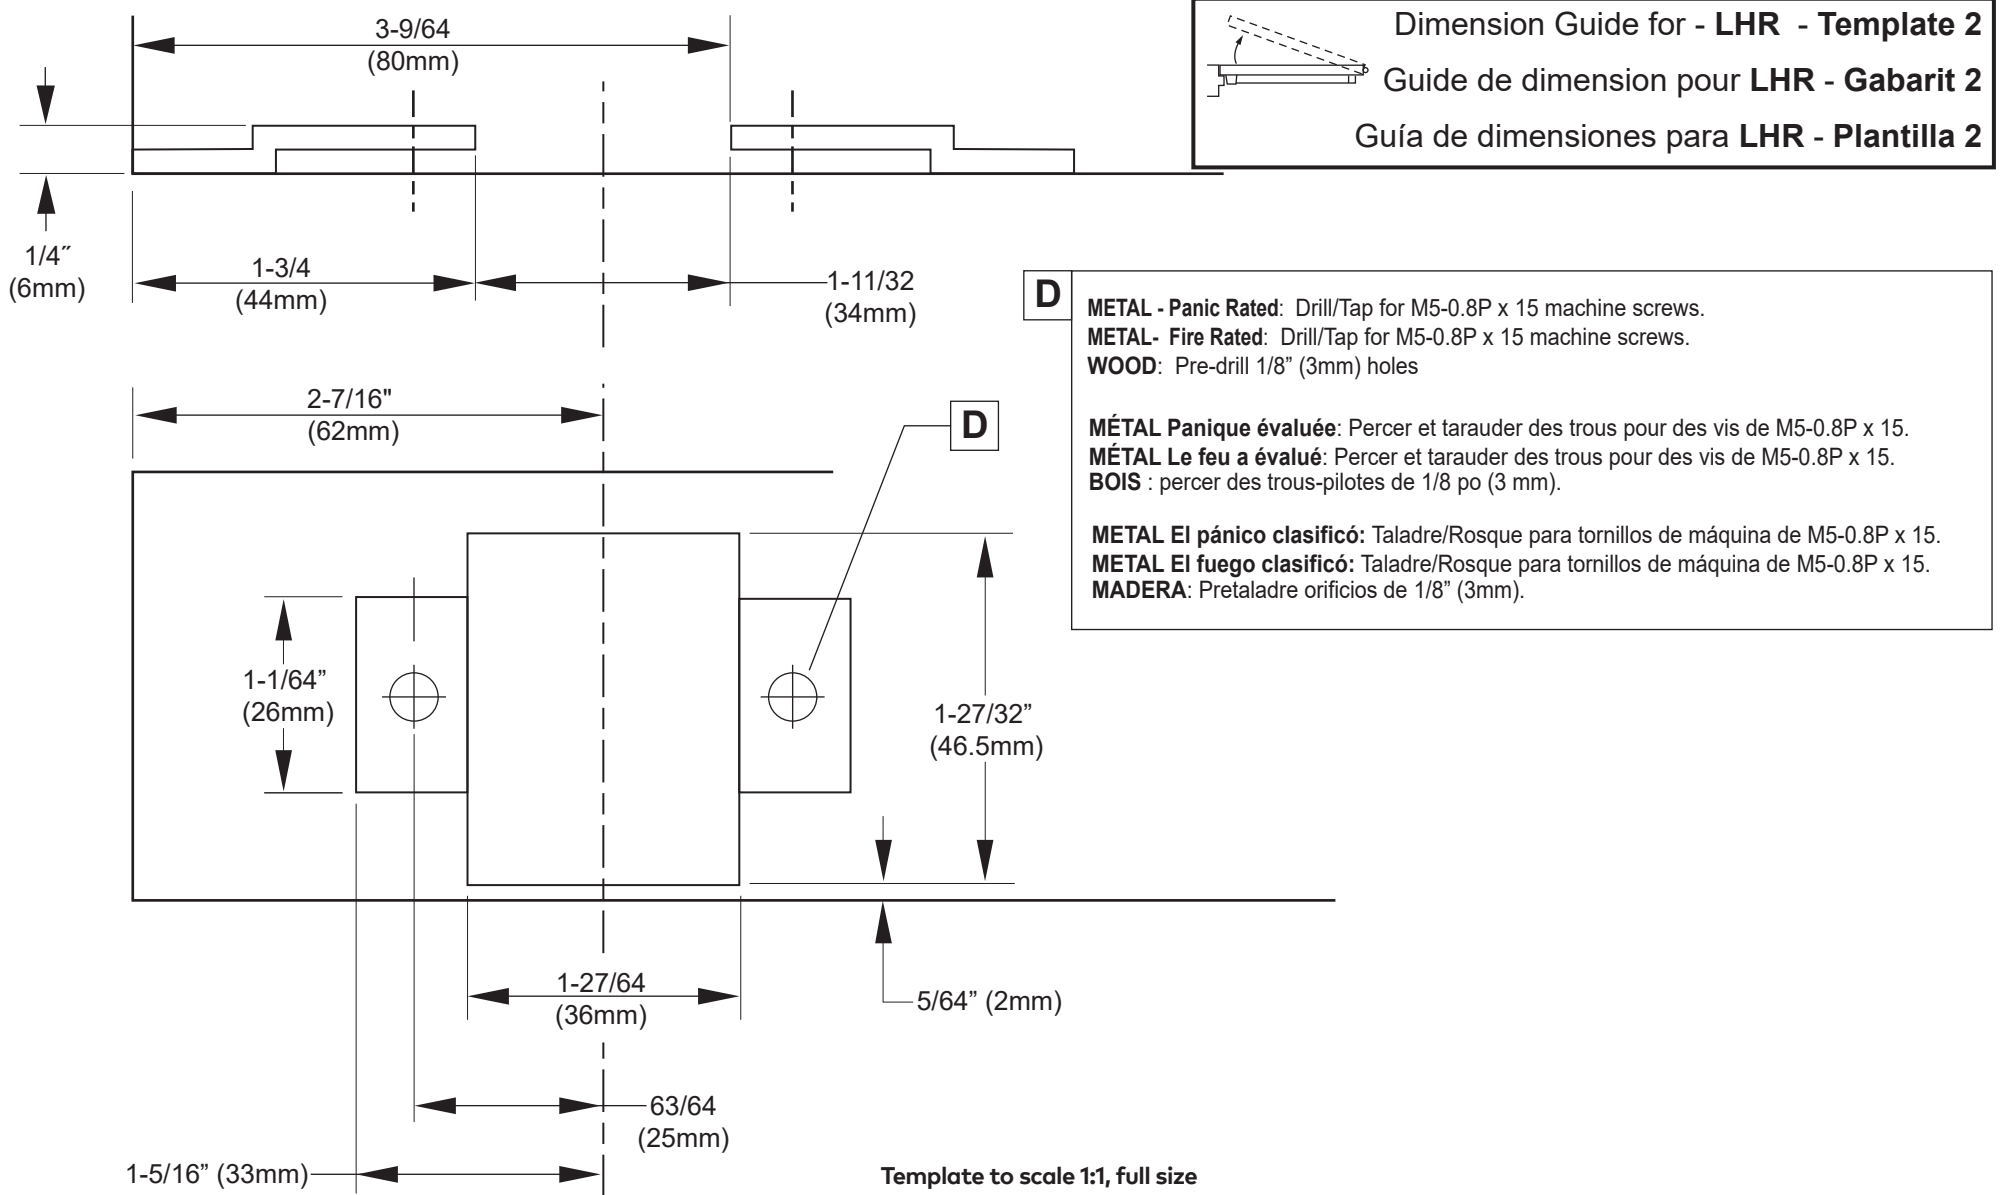 3-9/64
(80mm)
Dimension Guide for - LHR - Template 2
Guide de dimension pour LHR - Gabarit 2
Guía de dimensiones para LHR - Plantilla 2
1/4˝
(6mm)
1-3/4
(44mm)
1-11/32
(34mm)
D
METAL - Panic Rated: Drill/Tap for M5-0.8P x 15 machine screws.
METAL- Fire Rated: Drill/Tap for M5-0.8P x 15 machine screws.
WOOD: Pre-drill 1/8” (3mm) holes
MÉTAL Panique évaluée: Percer et tarauder des trous pour des vis de M5-0.8P x 15.
MÉTAL Le feu a évalué: Percer et tarauder des trous pour des vis de M5-0.8P x 15.
BOIS : percer des trous-pilotes de 1/8 po (3 mm).
METAL El pánico clasificó: Taladre/Rosque para tornillos de máquina de M5-0.8P x 15.
METAL El fuego clasificó: Taladre/Rosque para tornillos de máquina de M5-0.8P x 15.
MADERA: Pretaladre orificios de 1/8” (3mm).
2-7/16"
(62mm)
D
1-1/64”
(26mm)
1-27/32”
(46.5mm)
1-27/64
(36mm)
5/64” (2mm)
63/64
(25mm)
1-5/16” (33mm)
Template to scale 1:1, full size